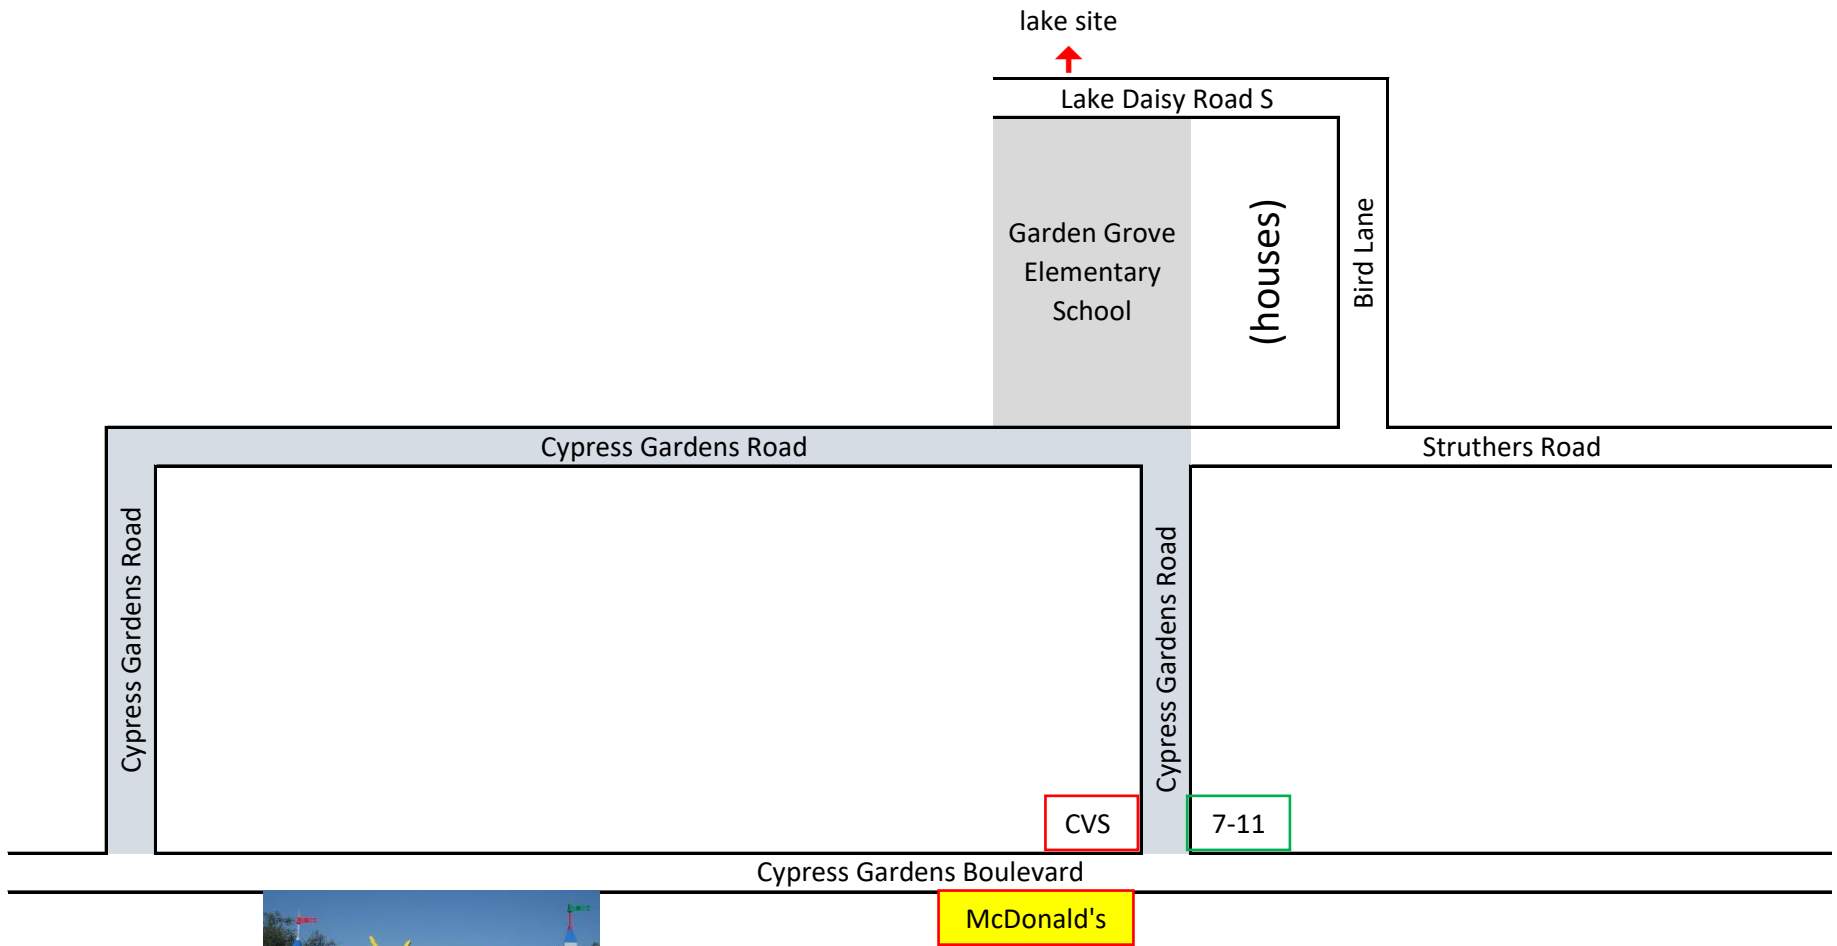 lake site
Lake Daisy Road S
Garden Grove
Elementary
School
(houses)
Bird Lane
Cypress Gardens Road
Struthers Road
Cypress Gardens Road
Cypress Gardens Road
CVS
7-11
Cypress Gardens Boulevard
McDonald's